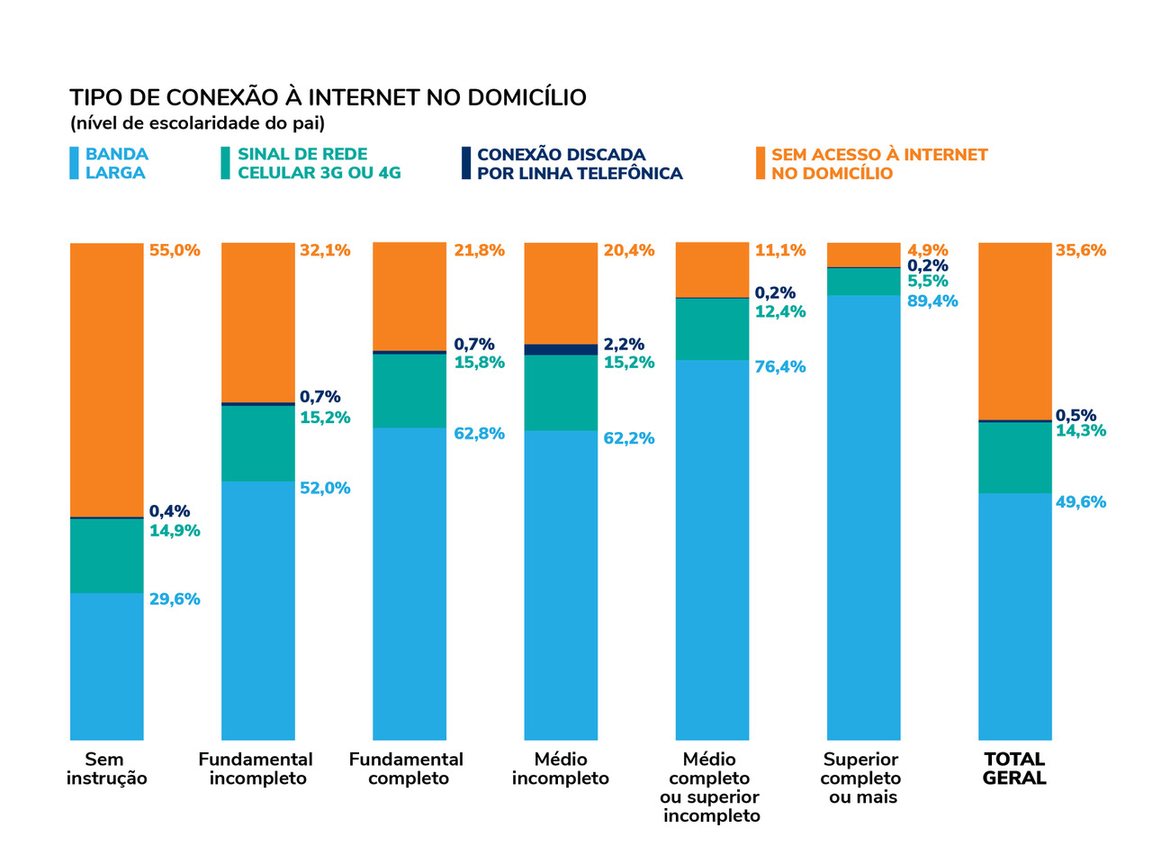 TIPO DE CONEXÃO À INTERNET NO DOMICÍLIO
(nível de escolaridade do pai)
BANDA
LARGA
SINAL DE REDE
CELULAR 3G OU 4G
CONEXÃO DISCADA
POR LINHA TELEFÔNICA
SEM ACESSO À INTERNET
NO DOMICÍLIO
55,0%
0,4%
14,9%
29,6%
Sem
instrução
32,1%
0,7%
15,2%
52,0%
Fundamental
incompleto
21,8%
0,7%
15,8%
62,8%
Fundamental
completo
20,4%
2,2%
15,2%
62,2%
Médio
incompleto
11,1%
0,2%
12,4%
76,4%
Médio
completo
ou superior
incompleto
4,9%
0,2%
5,5%
89,4%
Superior
completo
ou mais
35,6%
0,5%
14,3%
49,6%
TOTAL
GERAL